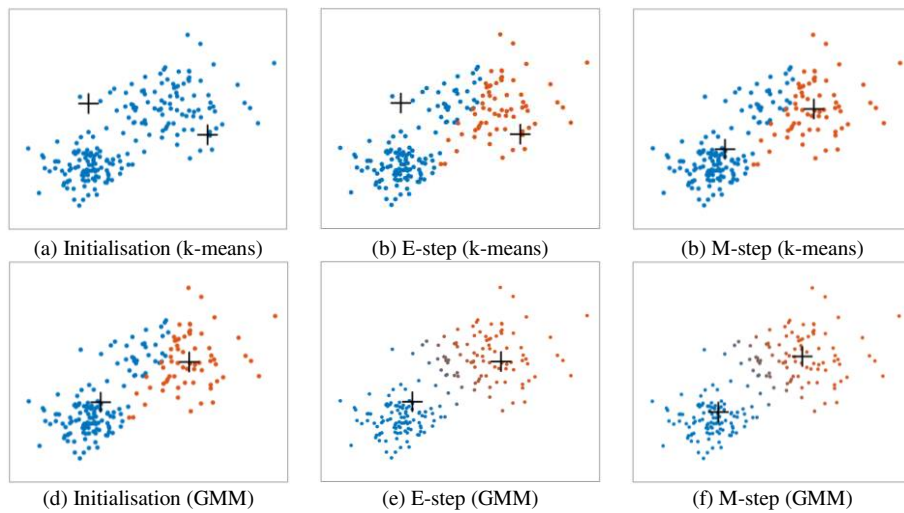 (a) Initialisation (k-means)
(b) E-step (k-means)
(b) M-step (k-means)
(d) Initialisation (GMM)
(e) E-step (GMM)
(f) M-step (GMM)